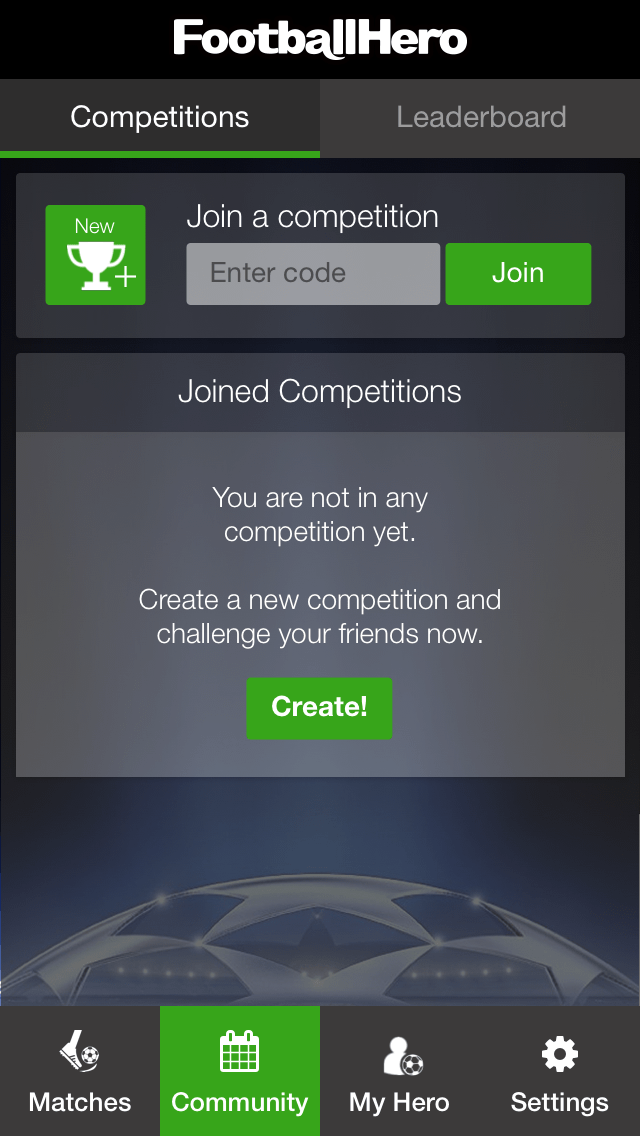 FootballHero
Competitions
Leaderboard
New
Join a competition
Enter code
Join
Joined Competitions
You are not in any
competition yet.
Create a new competition and
challenge your friends now.
Create!
Matches
Community
My Hero
Settings